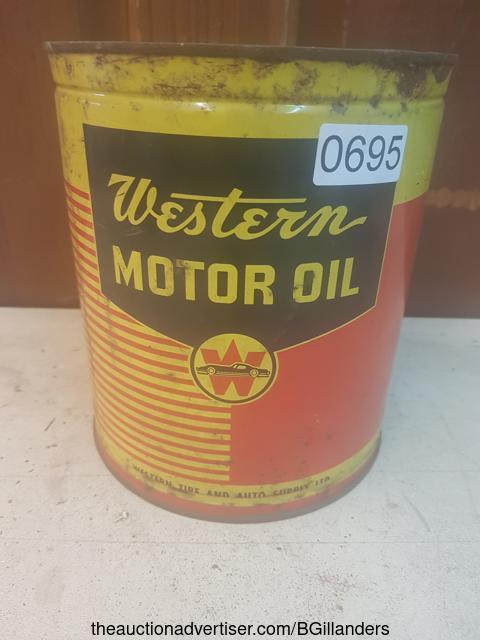 0695
Western
MOTOR OIL
W
WESTERN TIRE AND AUTO SUPPLY LTD
theauctionadvertiser.com/BGillanders